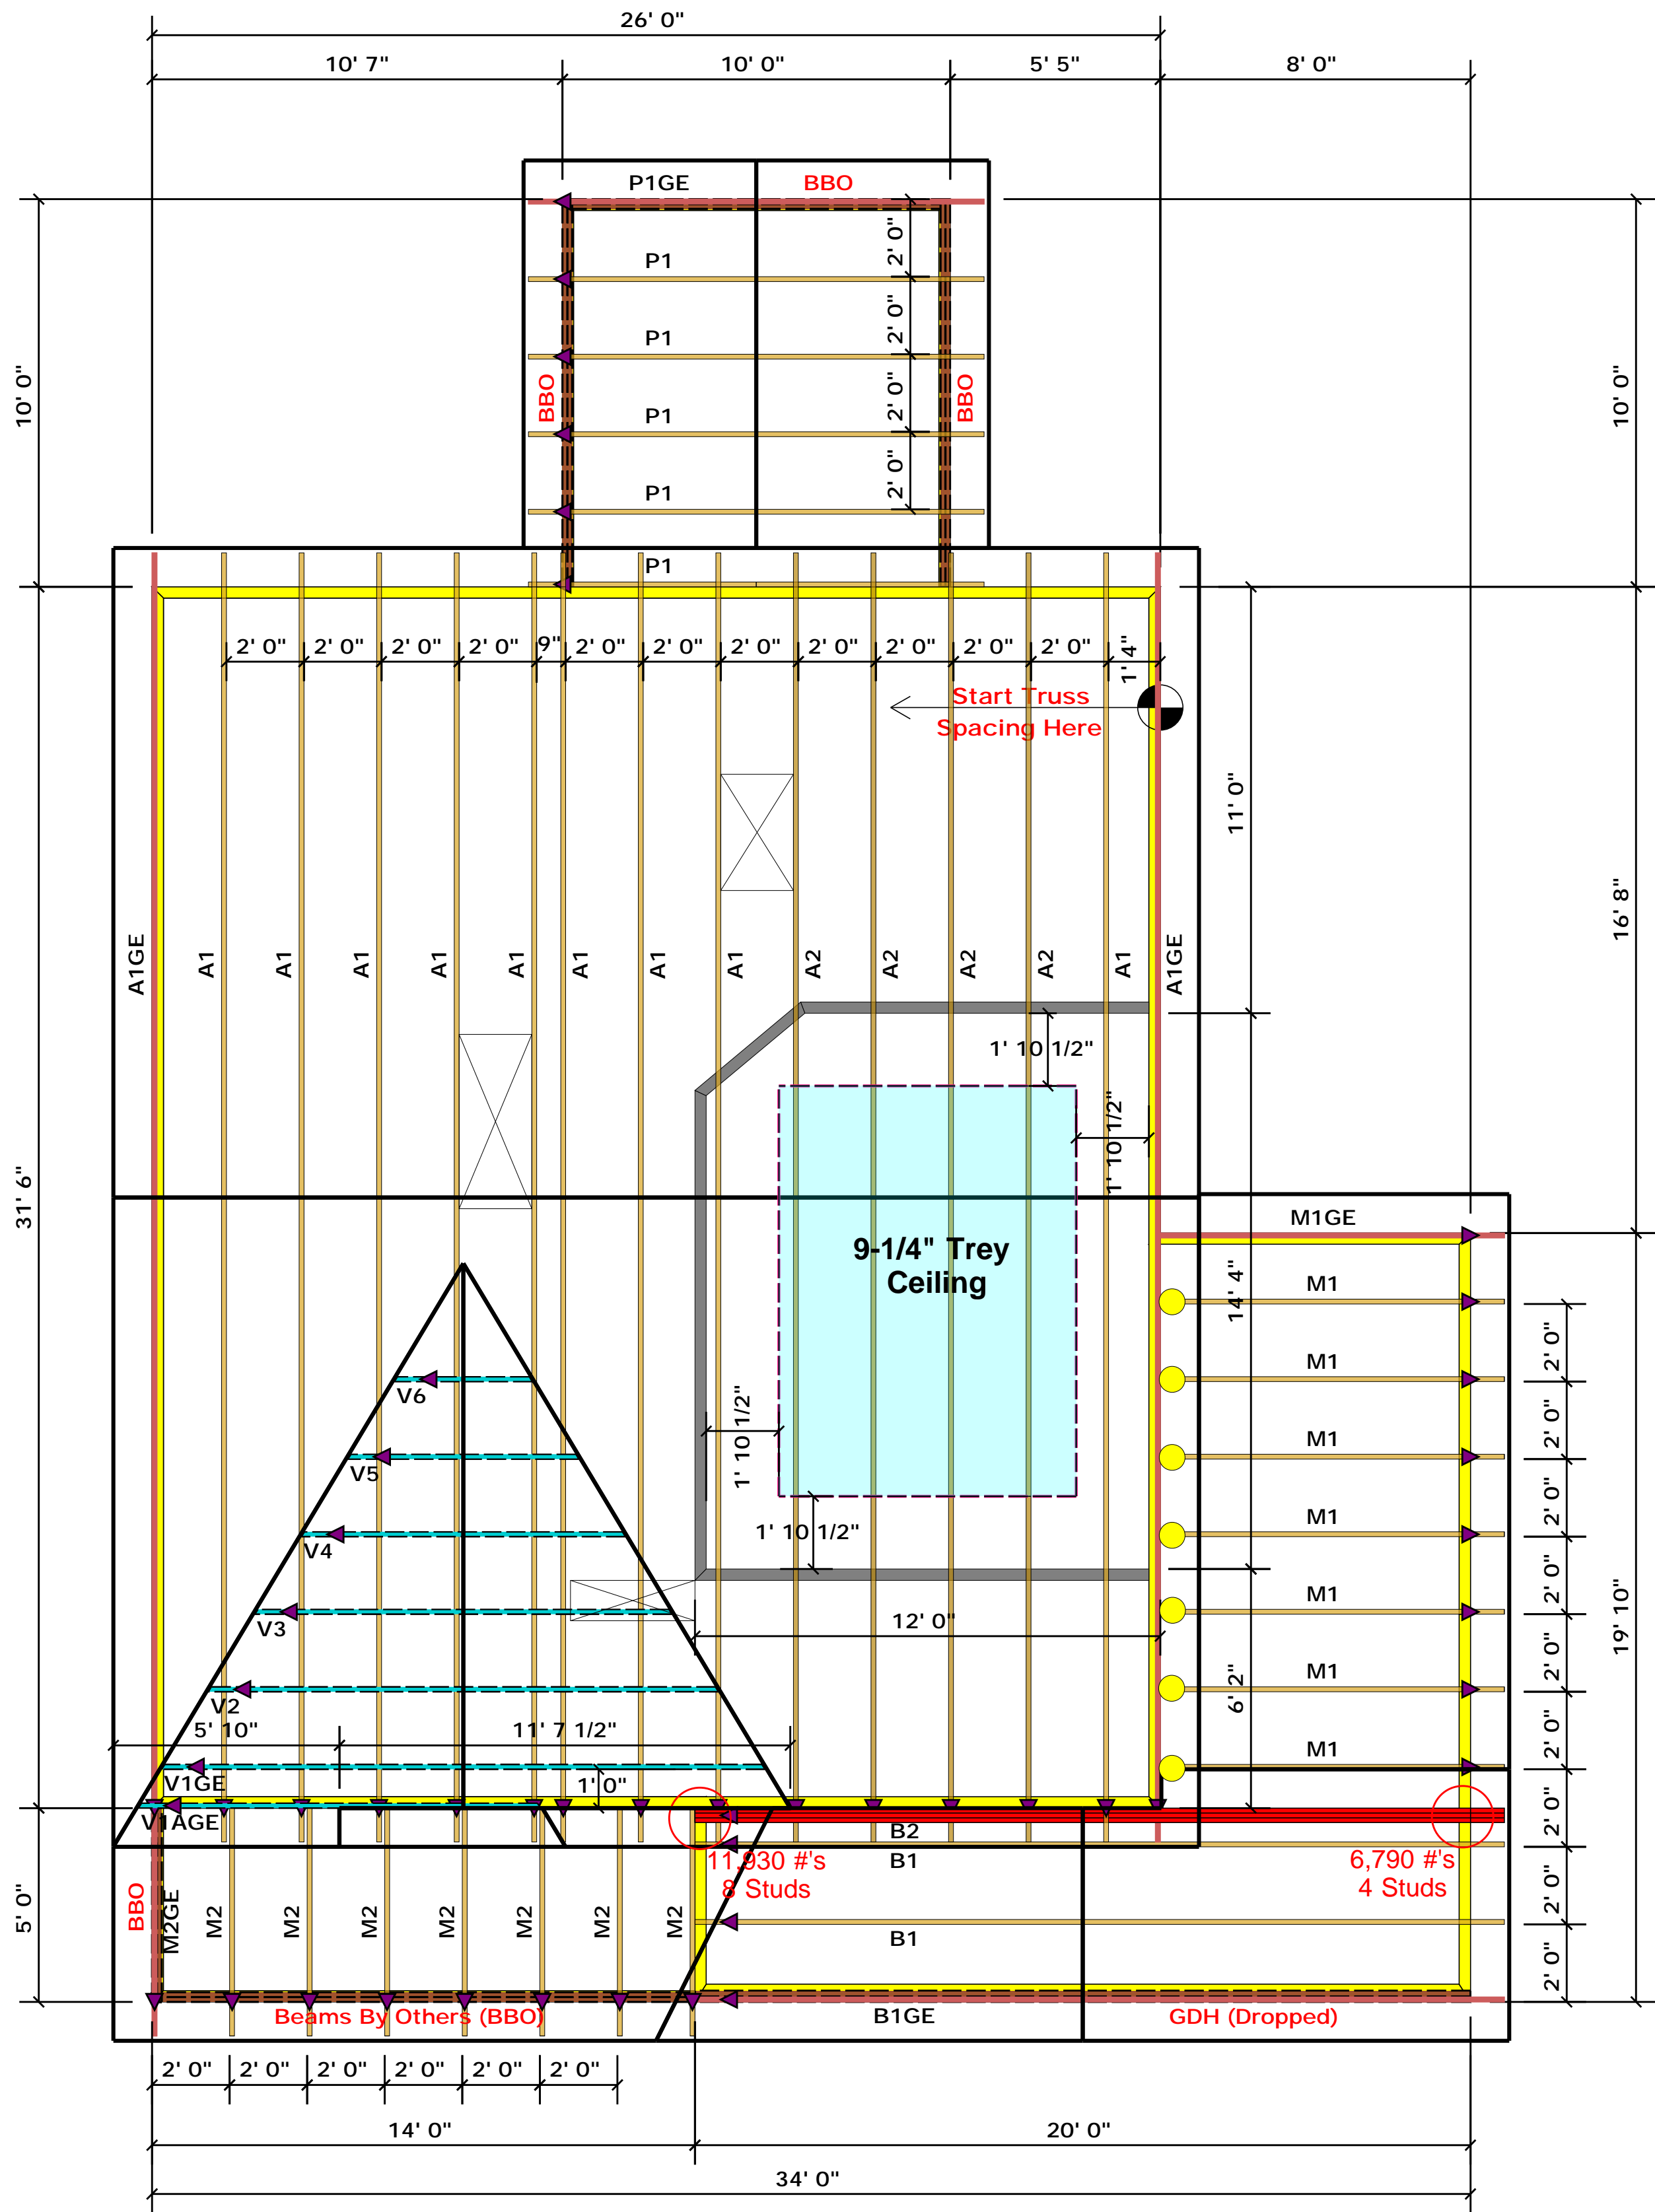 26' 0"
10' 7" 10' 0" 5' 5" 8' 0"
P1GE BBO
2' 0"
P1
2' 0"
P1
10' 0" BBO 2' 0" BBO 10' 0"
P1
2' 0"
P1
P1
2' 0" 2' 0" 2' 0" 2' 0" 9" 2' 0" 2' 0" 2' 0" 2' 0" 2' 0" 2' 0" 2' 0" 1' 4"
Start Truss
Spacing Here
11' 0"
16' 8"
A1GE A1 A1 A1 A1 A1 A1 A1 A1 A2 A2 A2 A2 A1 A1GE
1' 10 1/2"
1' 10 1/2"
31' 6"
M1GE
9-1/4" Trey
Ceiling
14' 4"
M1
2' 0"
M1
V6
2' 0"
1' 10 1/2"
M1
V5
2' 0"
1' 10 1/2"
M1
V4
2' 0"
M1
V3
12' 0"
19' 10"
2' 0"
M1
V2
6' 2"
5' 10" 11' 7 1/2"
2' 0"
M1
V1GE
1' 0"
2' 0"
V1AGE
B2
B1
11,930 #'s
8 Studs
6,790 #'s
4 Studs
5' 0"
BBO M2GE M2 M2 M2 M2 M2 M2 M2
2' 0"
B1
2' 0"
Beams By Others (BBO) B1GE GDH (Dropped)
2' 0" 2' 0" 2' 0" 2' 0" 2' 0" 2' 0"
14' 0" 20' 0"
34' 0"